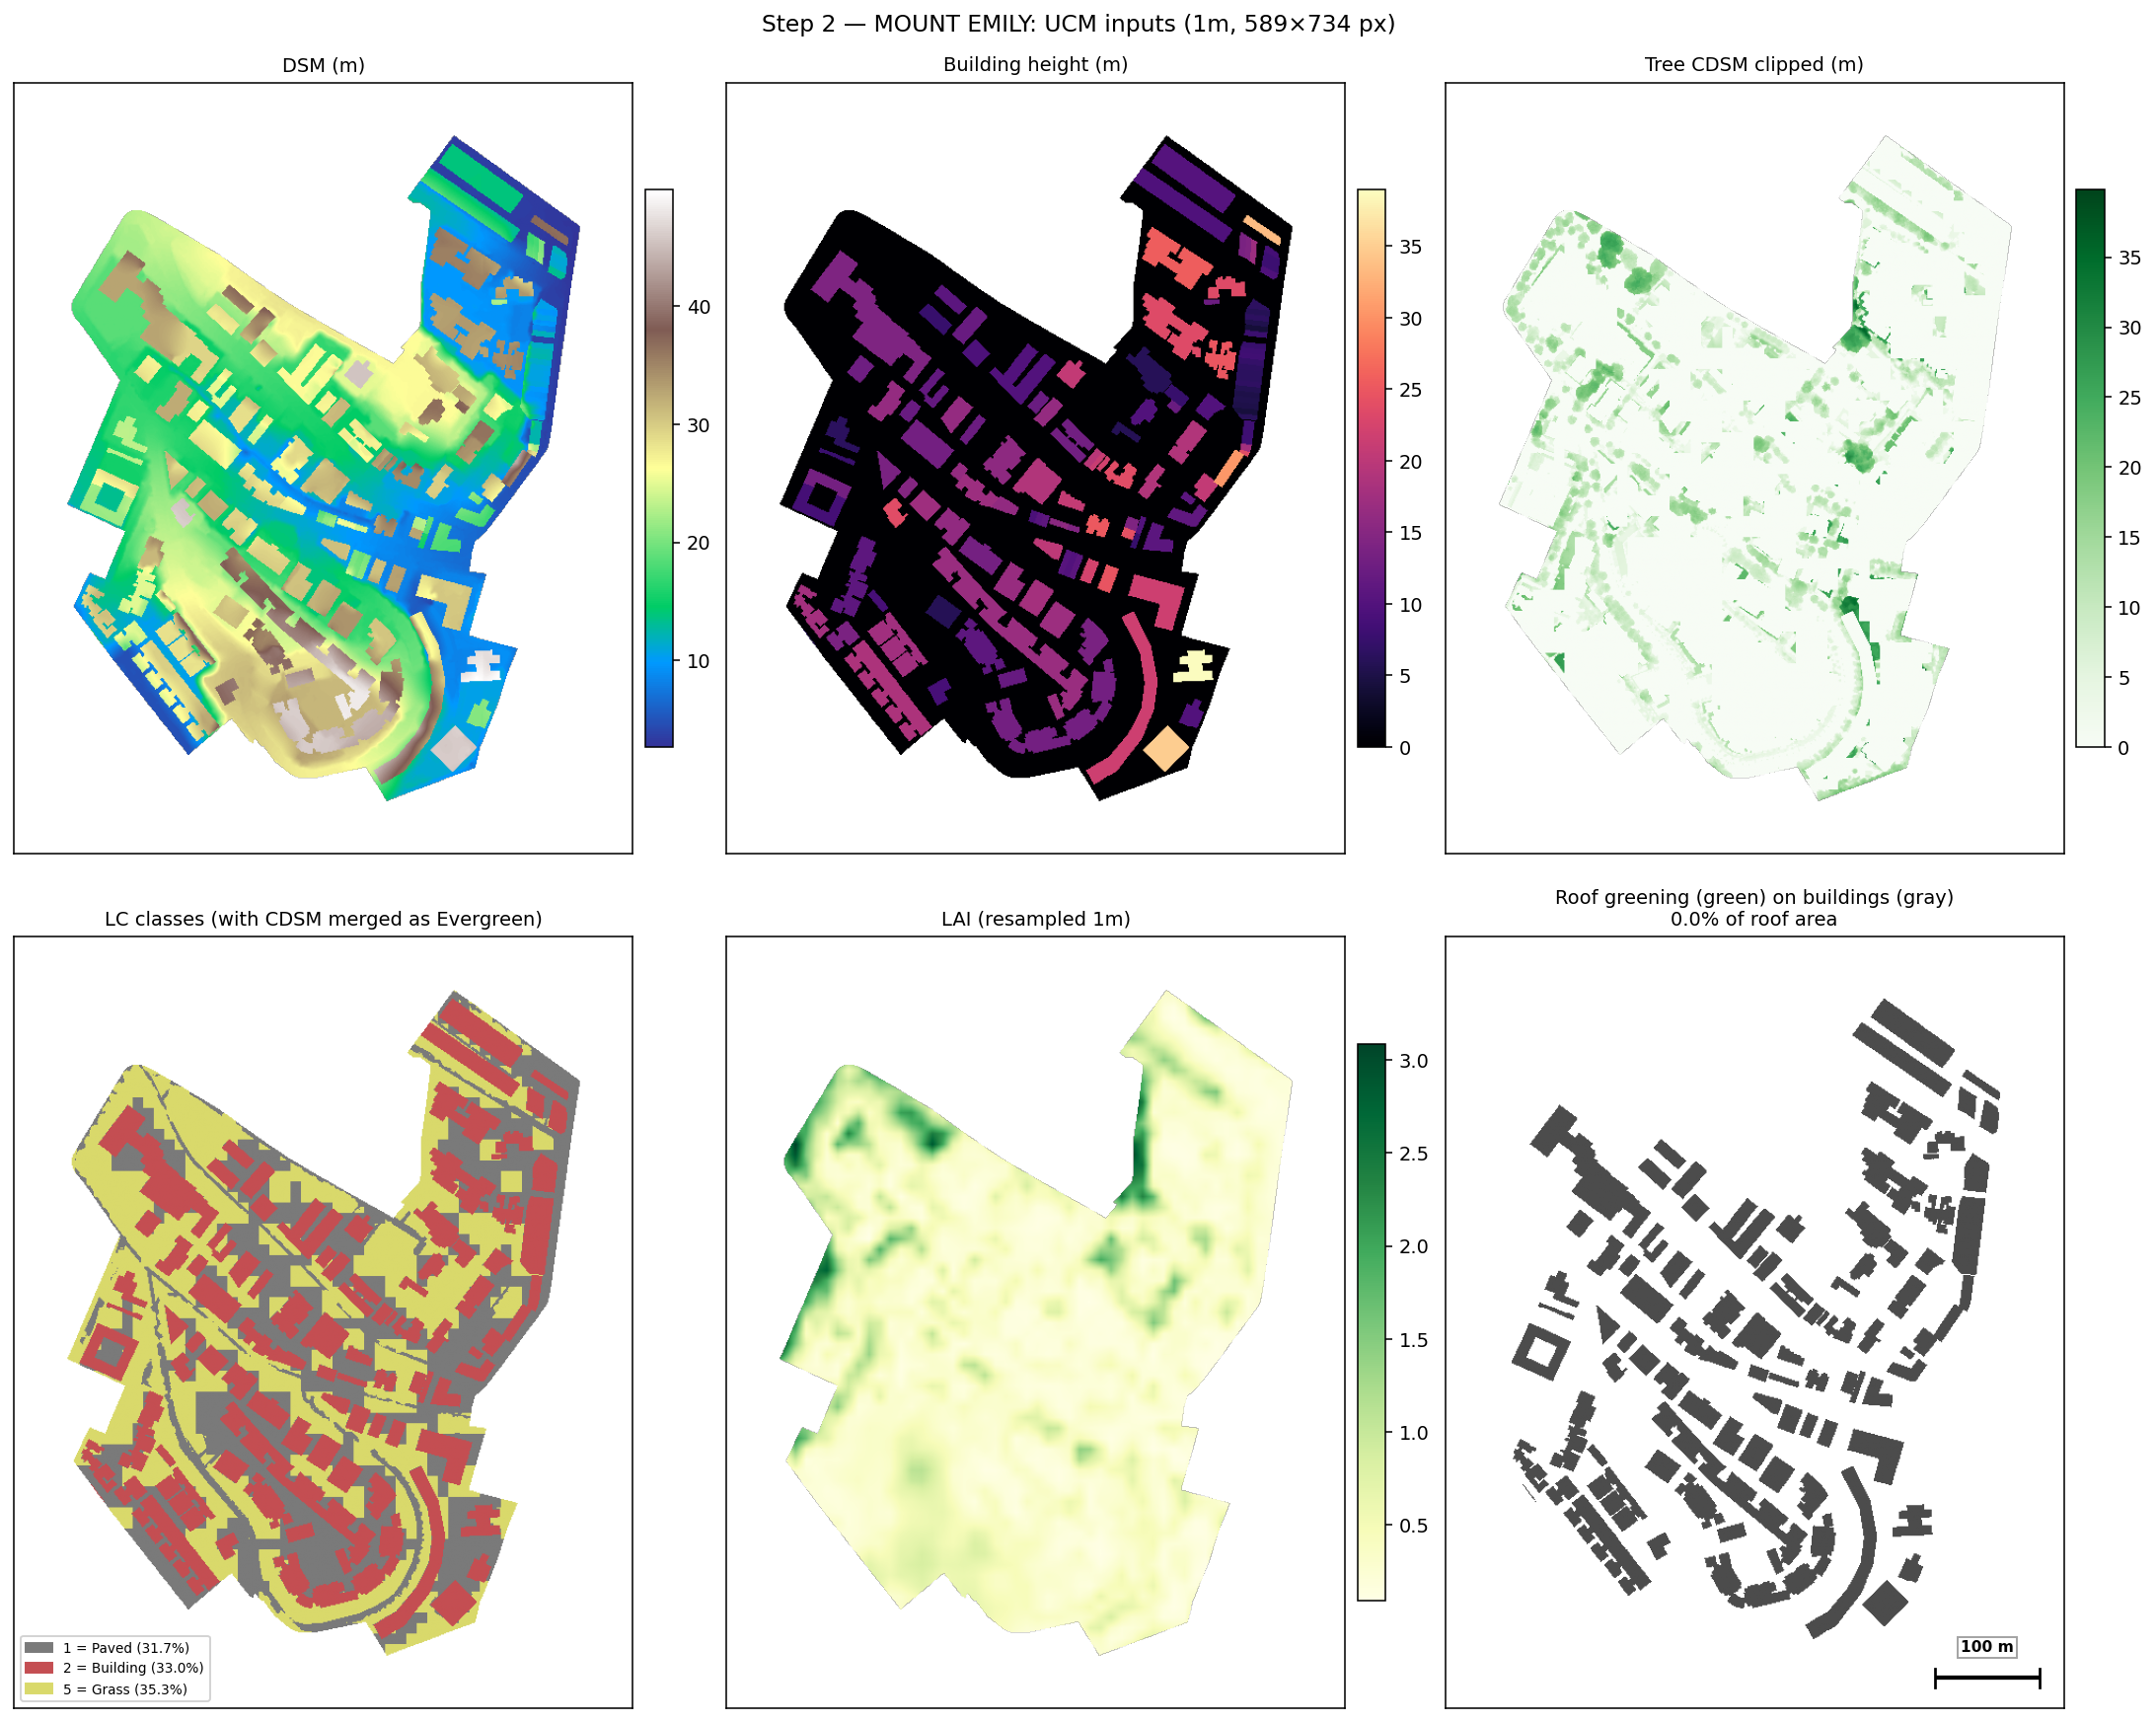 Step 2 — MOUNT EMILY: UCM inputs (1m, 589×734 px)
DSM (m)
40
30
20
10
Building height (m)
35
30
25
20
15
10
5
0
Tree CDSM clipped (m)
35
30
25
20
15
10
5
0
LC classes (with CDSM merged as Evergreen)
1 = Paved (31.7%)
2 = Building (33.0%)
5 = Grass (35.3%)
LAI (resampled 1m)
3.0
2.5
2.0
1.5
1.0
0.5
Roof greening (green) on buildings (gray)
0.0% of roof area
100 m